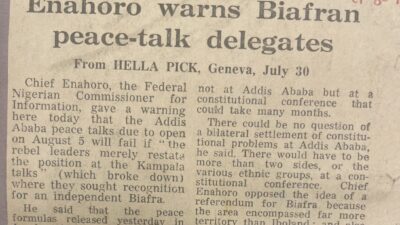 Enahoro warns Biafran
peace-talk delegates
From HELLA PICK, Geneva, July 30
Chief Enahoro, the Federal
Nigerian Commissioner for
Information, gave a warning
here today that the Addis
Ababa peace talks due to open
on August 5 will fail if "the
rebel leaders merely restate
the position at the Kampala
talks" (which broke down)
where they sought recognition
for an independent Biafra.
He said that the peace
formulas released yesterday in
not at Addis Ababa but at a
constitutional conference that
could take many months.
There could be no question of
a bilateral settlement of constitu-
tional problems at Addis Ababa,
he said. There would have to be
more than two sides, or the
various ethnic groups, at a con-
stitutional conference. Chief
Enahoro opposed the idea of a
referendum for Biafra because
the area encompassed far more
territory than Iboland; and also